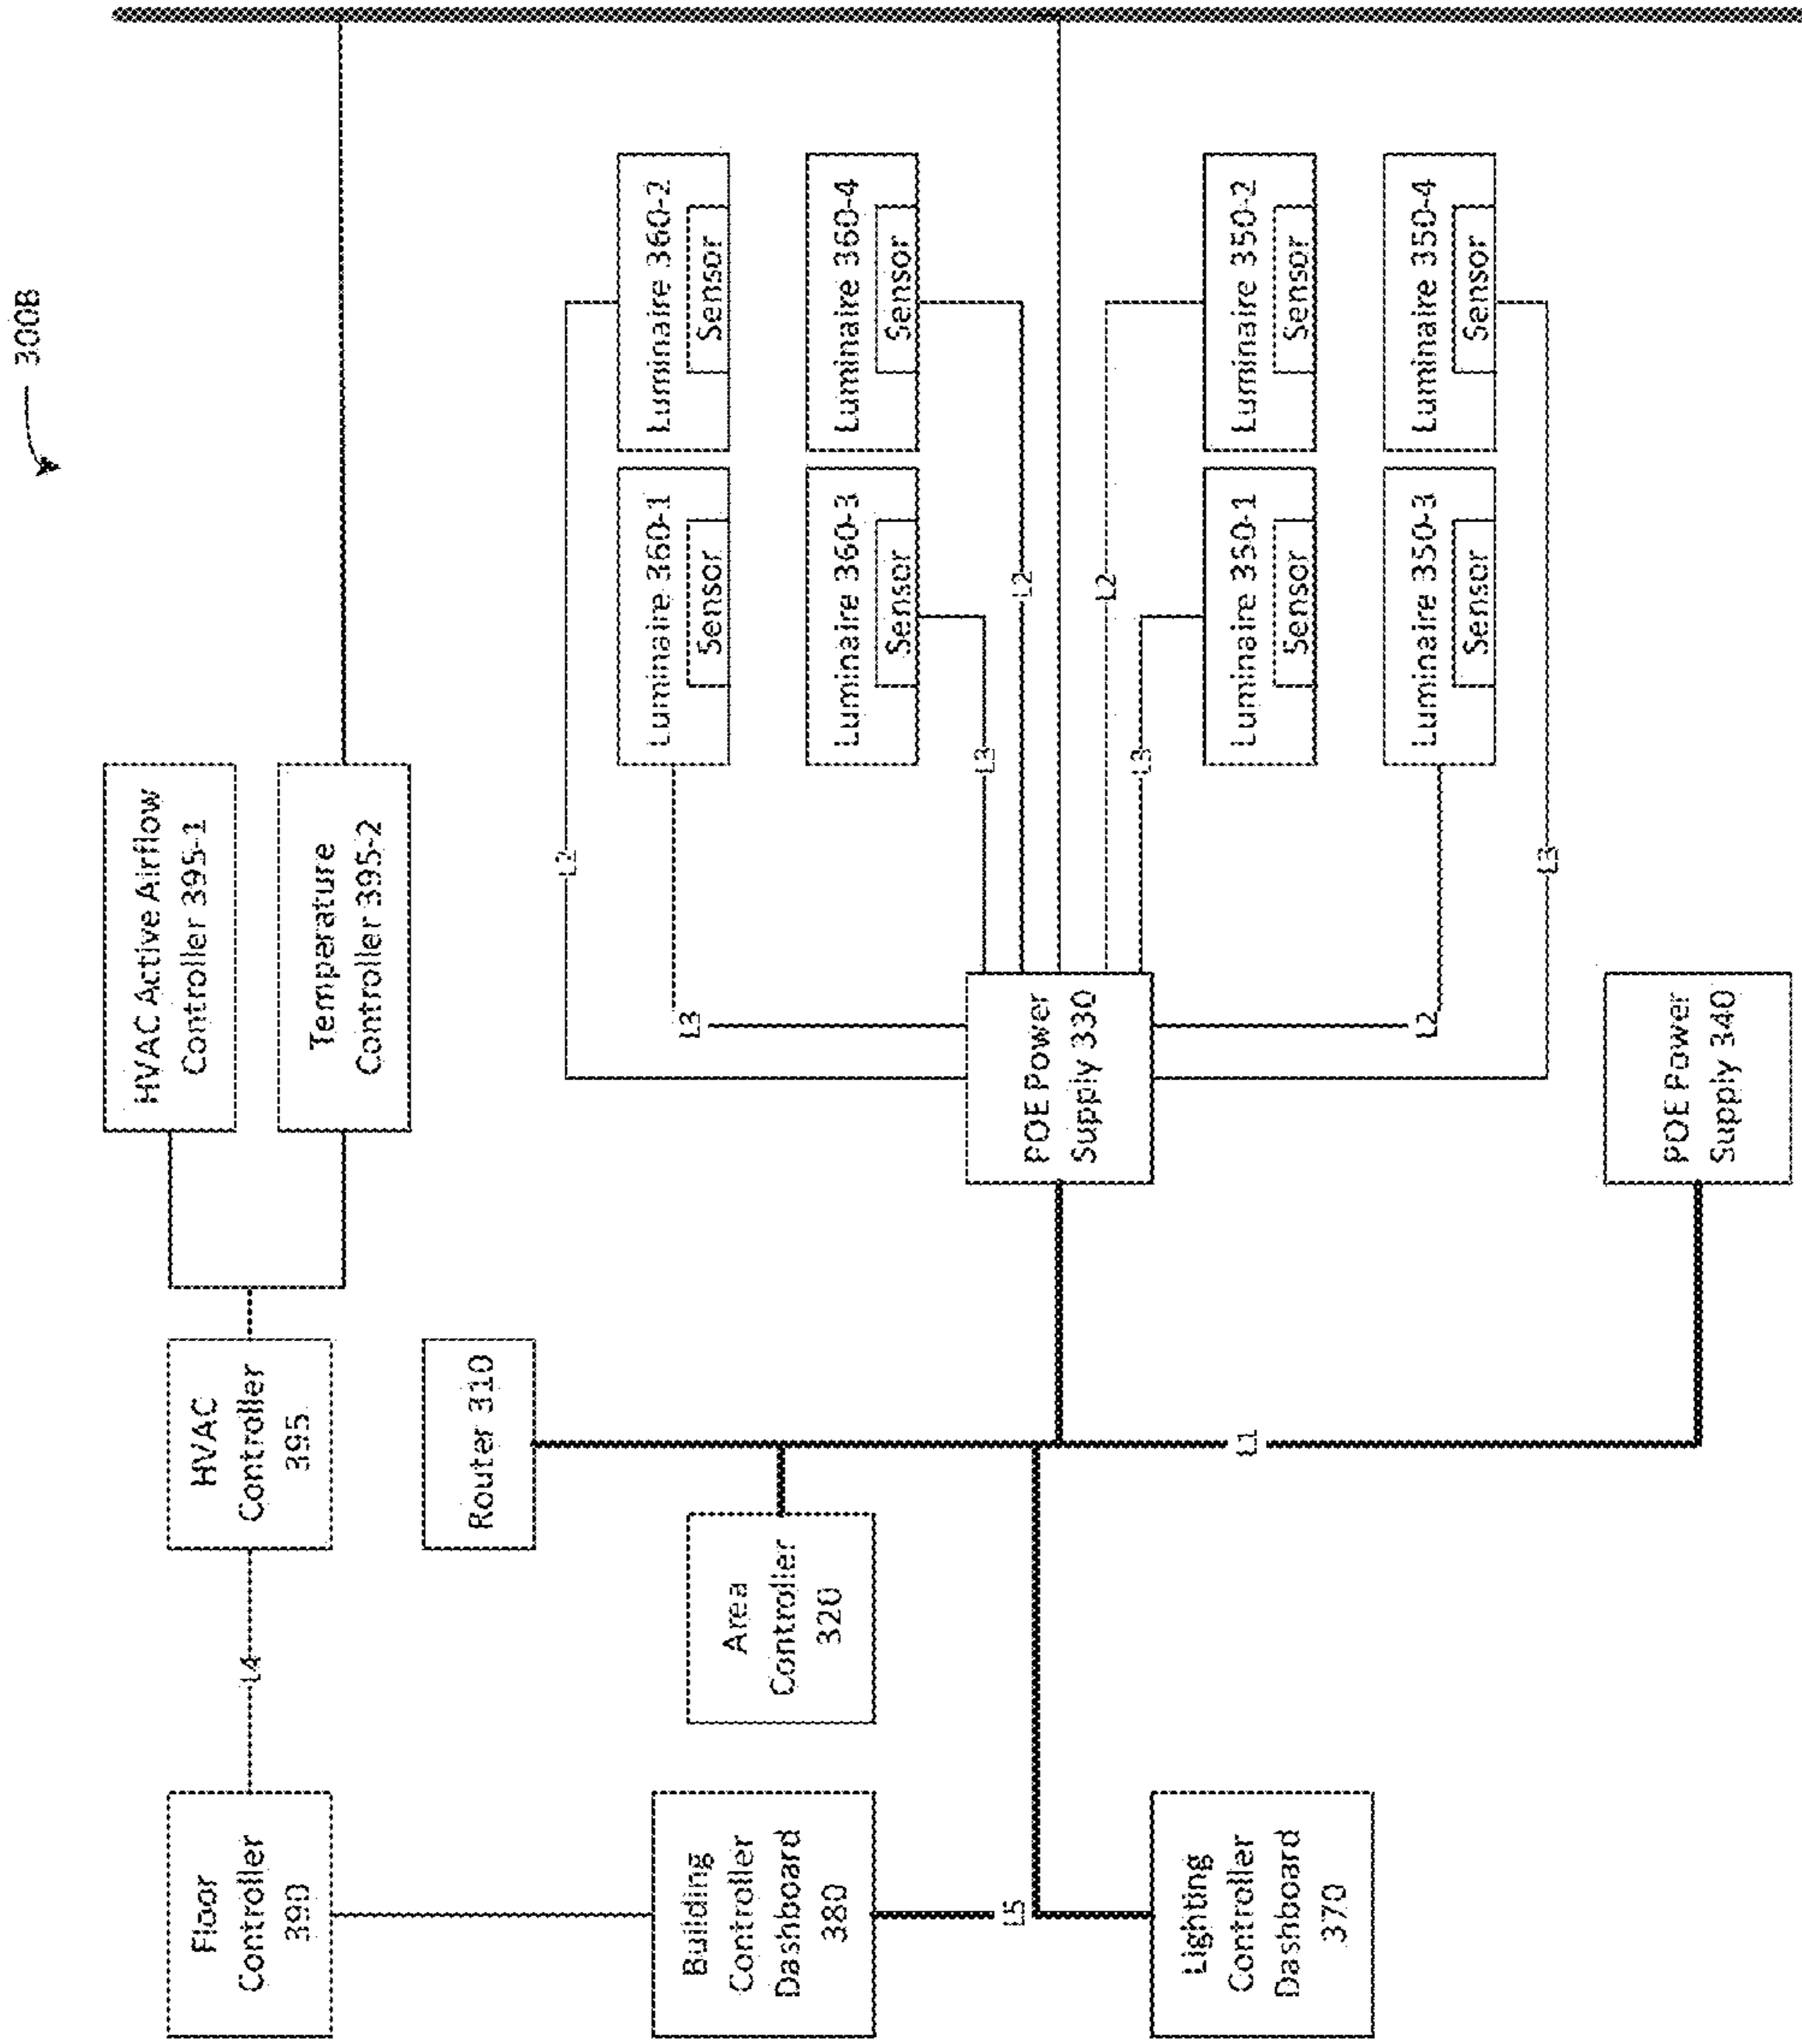 300B
Floor
Controller
390
L4
HVAC
Controller
395
HVAC Active Airflow
Controller 395-1
Temperature
Controller 395-2
Router 310
L2
Luminaire 360-1
Sensor
Luminaire 360-2
Sensor
L3
Building
Controller
Dashboard
380
Area
Controller
320
Luminaire 360-3
Sensor
Luminaire 360-4
Sensor
L3
L2
L5
POE Power
Supply 330
L2
L3
Lighting
Controller
Dashboard
370
L1
Luminaire 350-1
Sensor
Luminaire 350-2
Sensor
L2
Luminaire 350-3
Sensor
Luminaire 350-4
Sensor
L3
POE Power
Supply 340